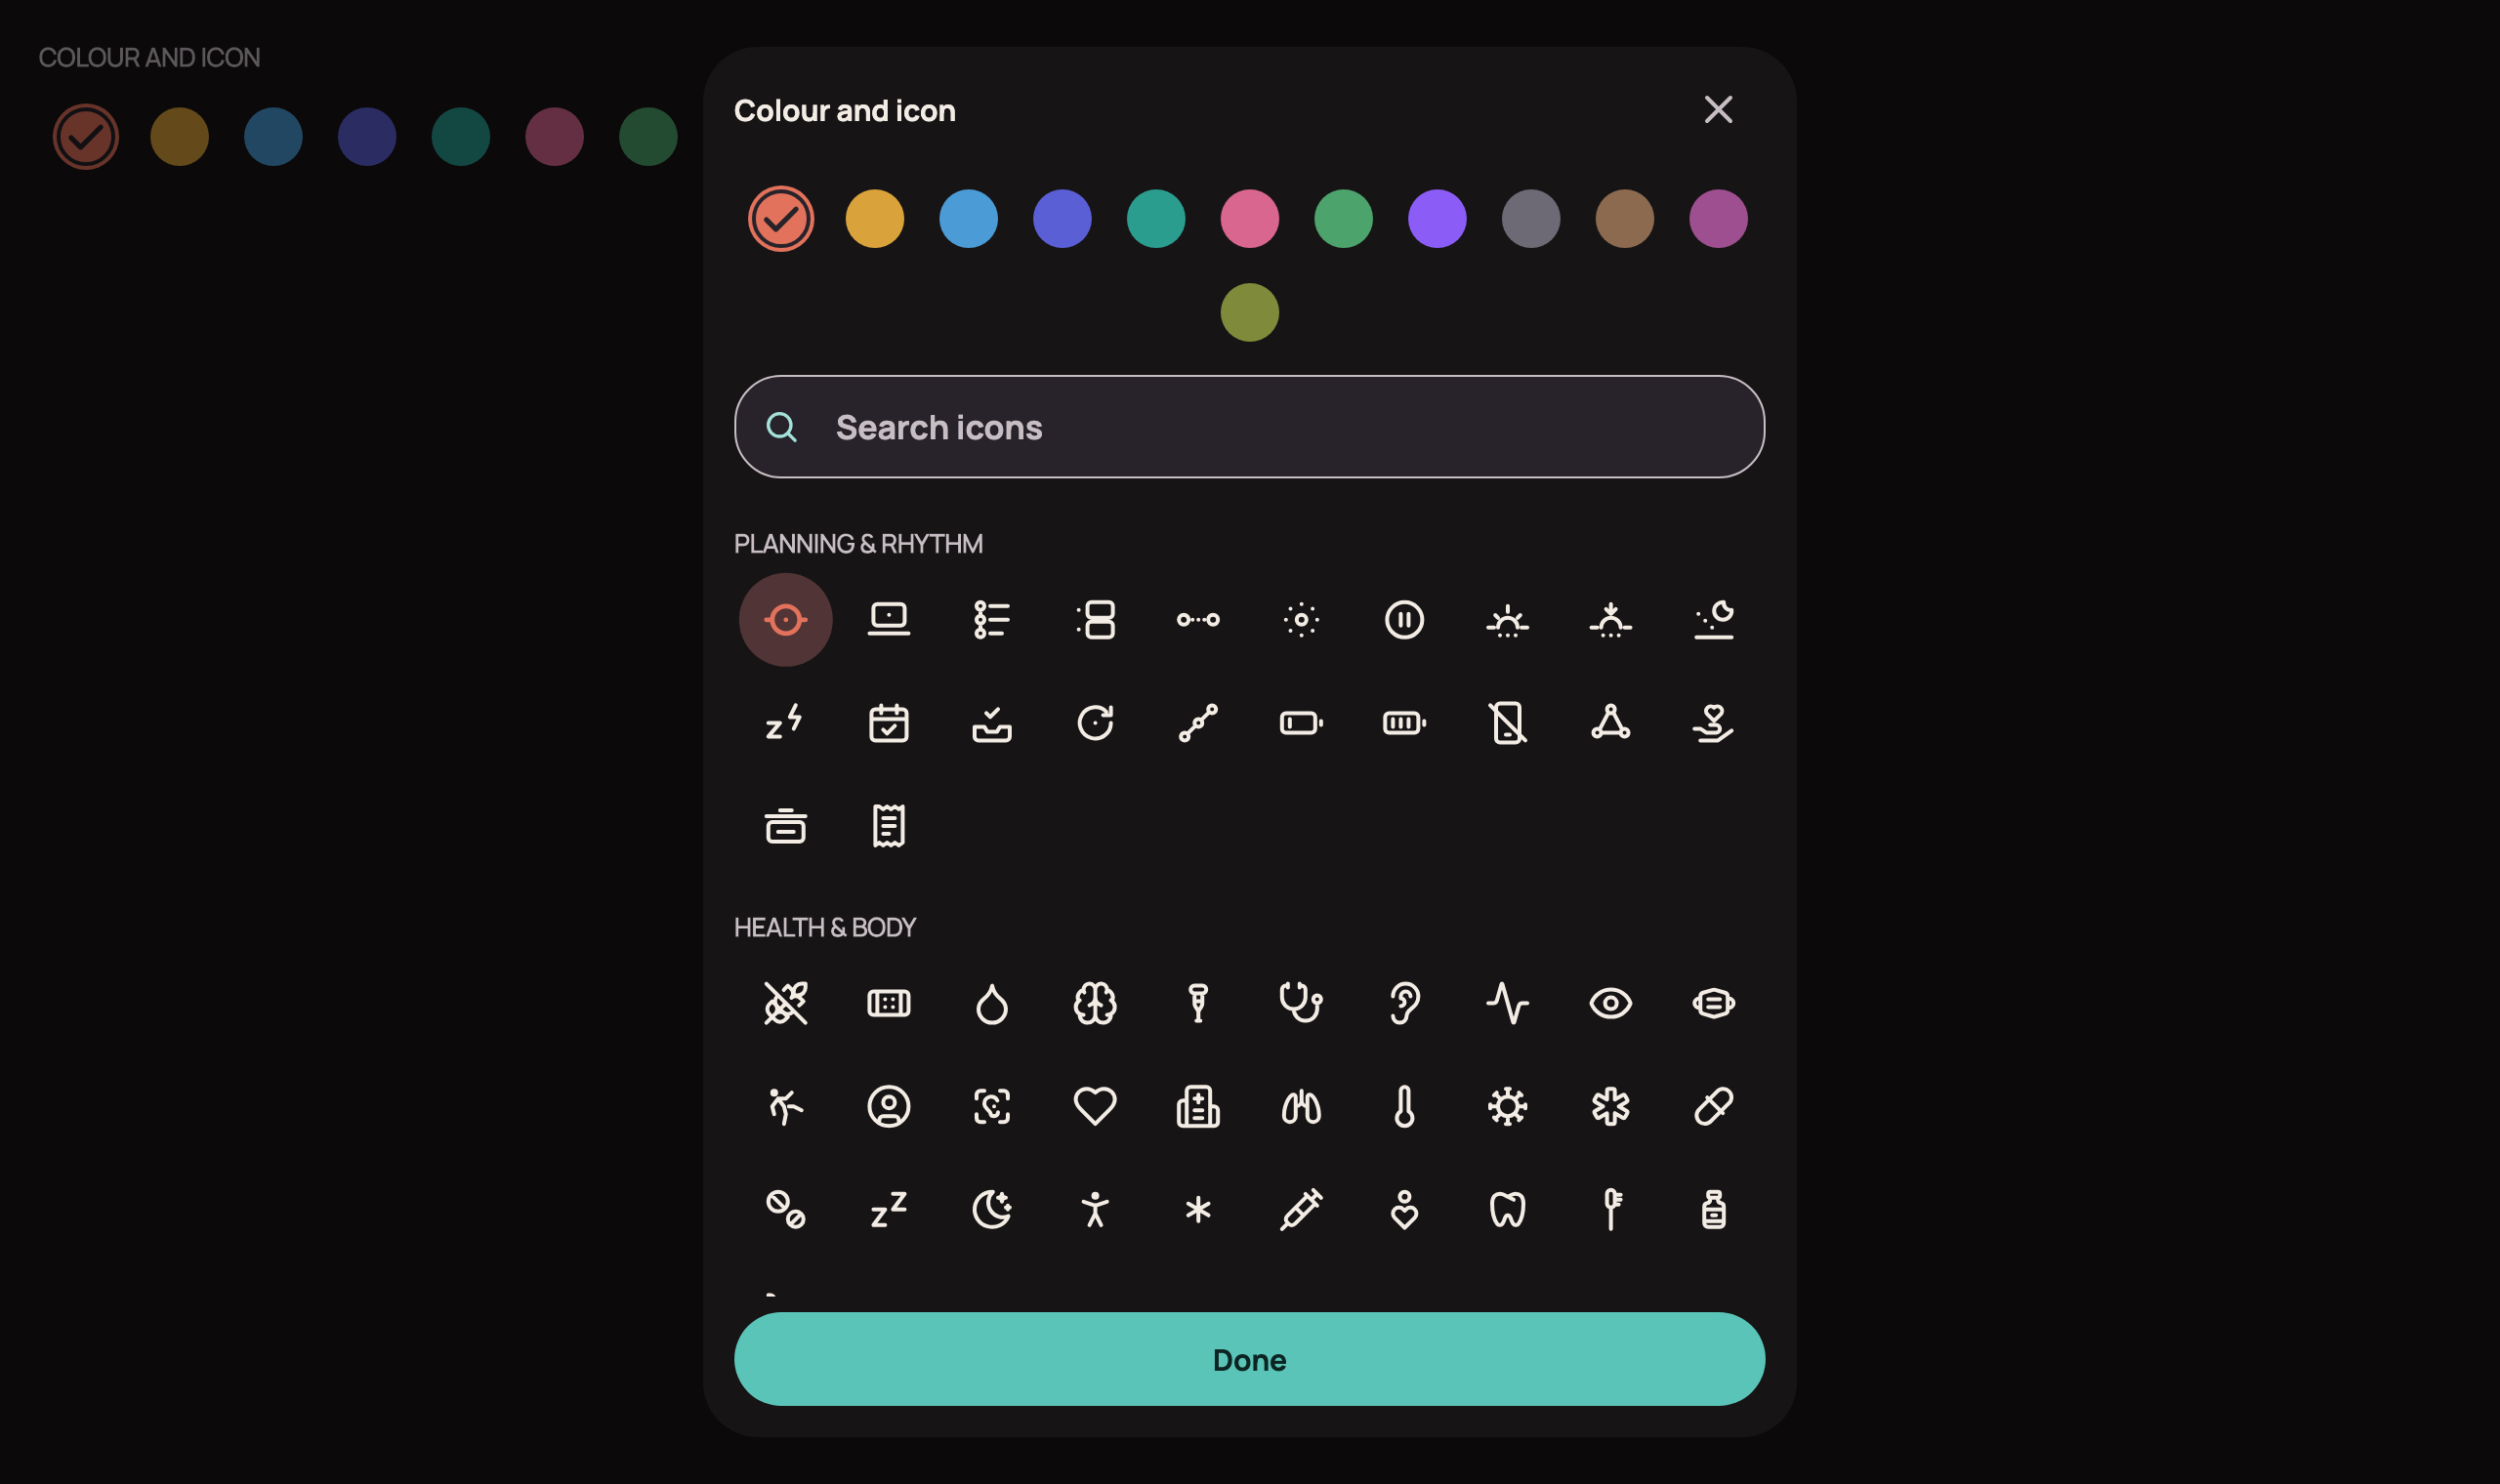 COLOUR AND ICON
Colour and icon
Search icons
PLANNING & RHYTHM
HEALTH & BODY
Done